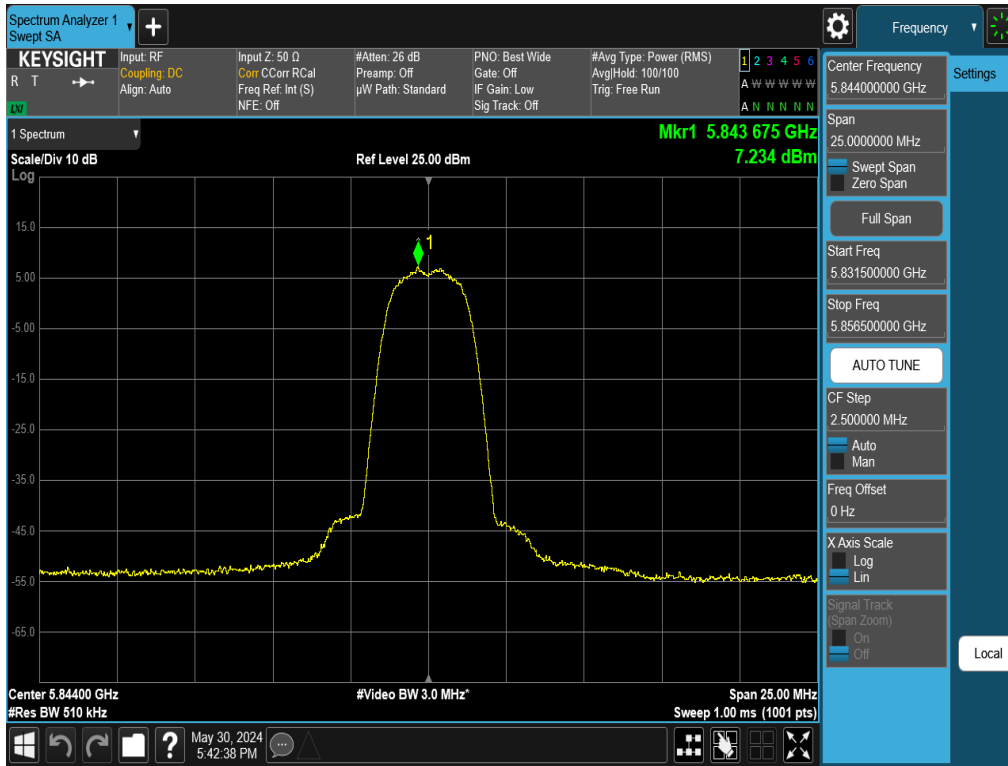 Spectrum Analyzer 1
Swept SA
Frequency
KEYSIGHT
R T
LXI
Input: RF
Coupling: DC
Align: Auto
Input Z: 50 Ω
Corr CCorr RCal
Freq Ref: Int (S)
NFE: Off
#Atten: 26 dB
Preamp: Off
µW Path: Standard
PNO: Best Wide
Gate: Off
IF Gain: Low
Sig Track: Off
#Avg Type: Power (RMS)
Avg|Hold: 100/100
Trig: Free Run
1 2 3 4 5 6
A W W W W W
A N N N N N
1 Spectrum
Scale/Div 10 dB
Log
Ref Level 25.00 dBm
Mkr1 5.843 675 GHz
7.234 dBm
1
15.0
5.00
-5.00
-15.0
-25.0
-35.0
-45.0
-55.0
-65.0
Center 5.84400 GHz
#Res BW 510 kHz
#Video BW 3.0 MHz*
Span 25.00 MHz
Sweep 1.00 ms (1001 pts)
Center Frequency
5.844000000 GHz
Settings
Span
25.0000000 MHz
Swept Span
Zero Span
Full Span
Start Freq
5.831500000 GHz
Stop Freq
5.856500000 GHz
AUTO TUNE
CF Step
2.500000 MHz
Auto
Man
Freq Offset
0 Hz
X Axis Scale
Log
Lin
Signal Track
(Span Zoom)
On
Off
Local
?
May 30, 2024
5:42:38 PM